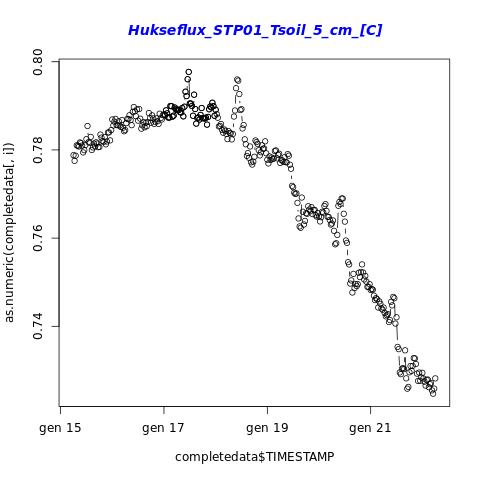 Hukseflux_STP01_Tsoil_5_cm_[C]
as.numeric(completedata[, i])
0.80
0.78
0.76
0.74
gen 15
gen 17
gen 19
gen 21
completedata$TIMESTAMP